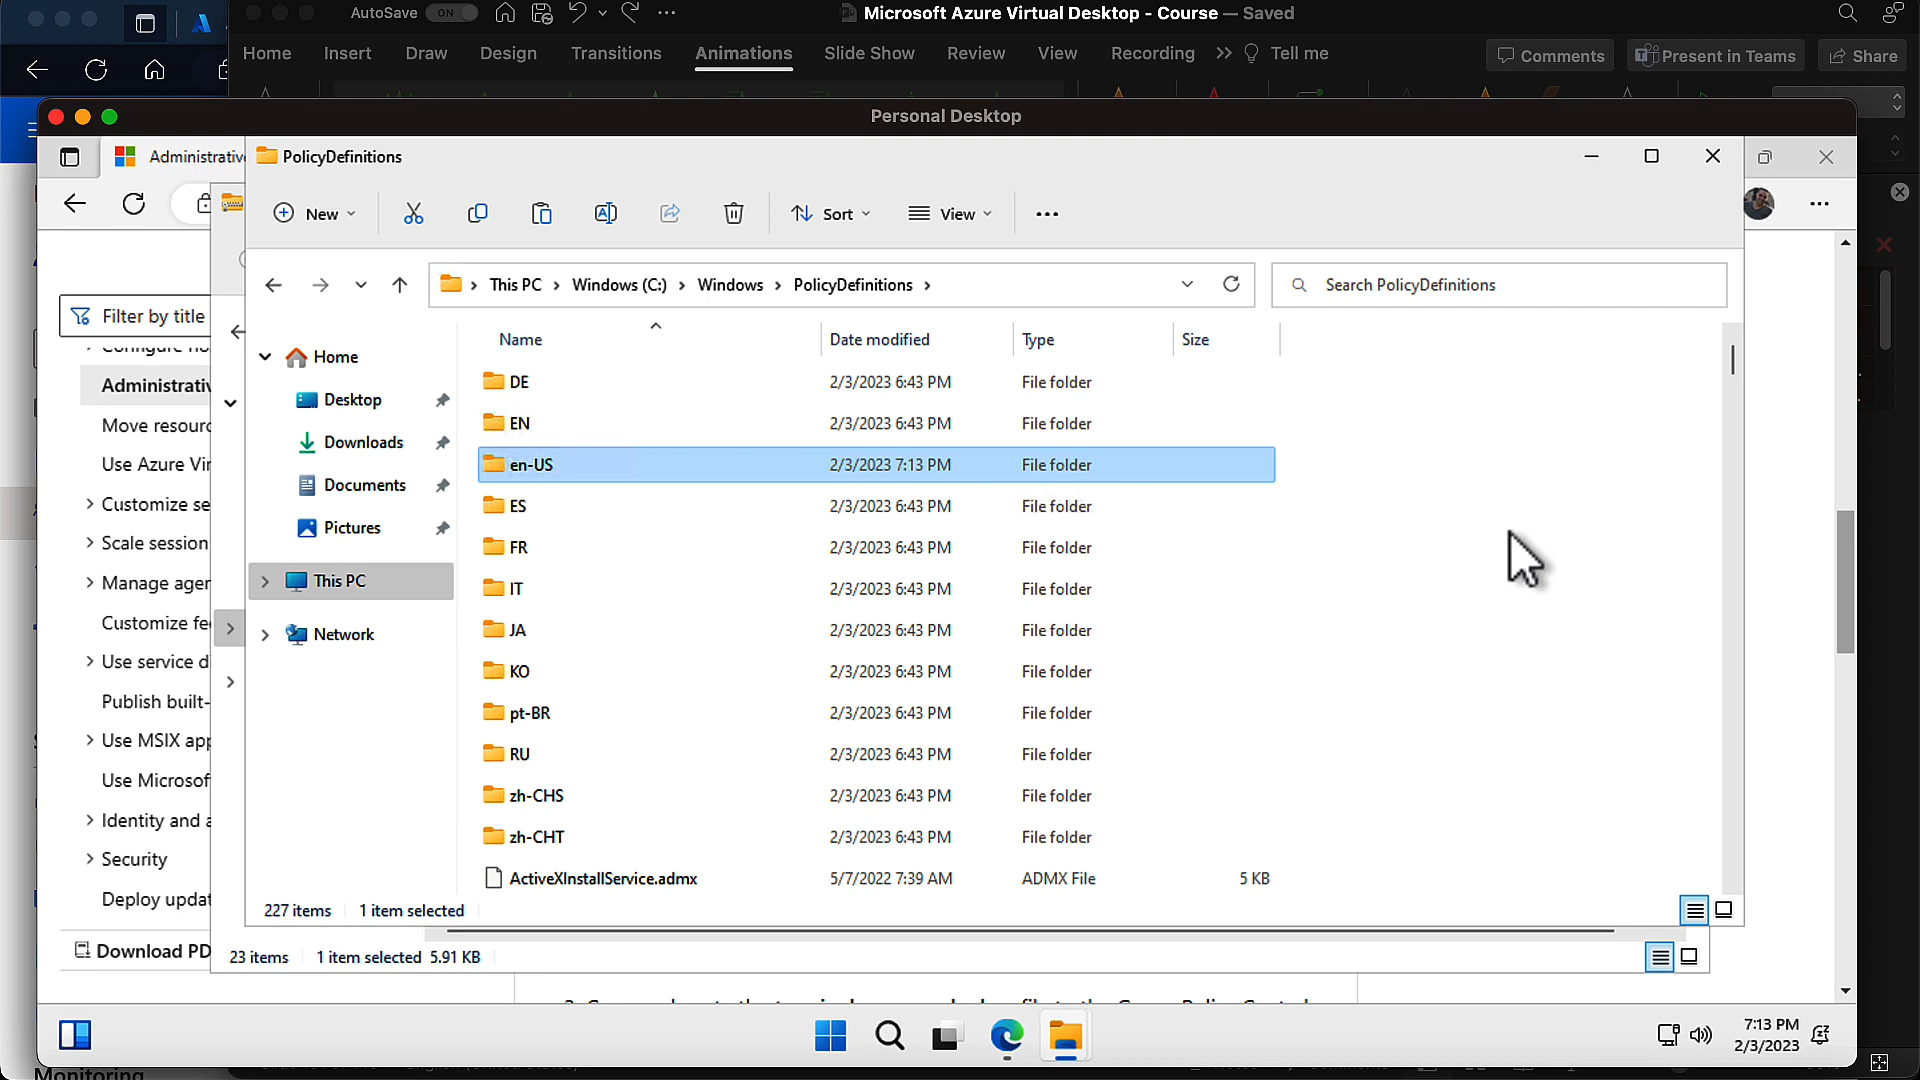 AutoSave ON
Microsoft Azure Virtual Desktop - Course — Saved
Home Insert Draw Design Transitions Animations Slide Show Review View Recording Tell me
Comments Present in Teams Share
Personal Desktop
Administrativ
PolicyDefinitions
New Sort View
This PC > Windows (C:) > Windows > PolicyDefinitions >
Search PolicyDefinitions
Filter by title
Administrativ
Move resourc
Use Azure Vir
Customize se
Scale session
Manage agen
Customize fe
Use service d
Publish built-
Use MSIX app
Use Microsof
Identity and a
Security
Deploy updat
Download PD
Home
Desktop
Downloads
Documents
Pictures
This PC
Network
Name Date modified Type Size
DE 2/3/2023 6:43 PM File folder
EN 2/3/2023 6:43 PM File folder
en-US 2/3/2023 7:13 PM File folder
ES 2/3/2023 6:43 PM File folder
FR 2/3/2023 6:43 PM File folder
IT 2/3/2023 6:43 PM File folder
JA 2/3/2023 6:43 PM File folder
KO 2/3/2023 6:43 PM File folder
pt-BR 2/3/2023 6:43 PM File folder
RU 2/3/2023 6:43 PM File folder
zh-CHS 2/3/2023 6:43 PM File folder
zh-CHT 2/3/2023 6:43 PM File folder
ActiveXInstallService.admx 5/7/2022 7:39 AM ADMX File 5 KB
227 items 1 item selected
23 items 1 item selected 5.91 KB
7:13 PM
2/3/2023
Monitoring